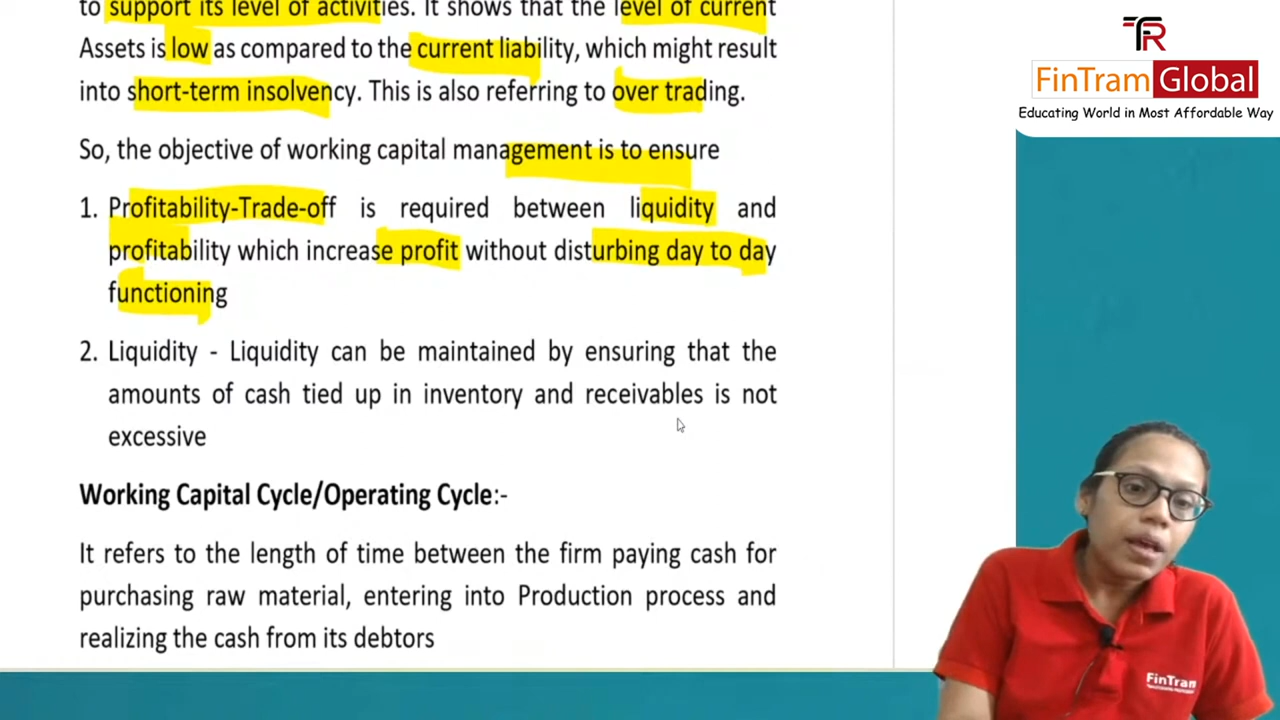 to support its level of activities. It shows that the level of current
Assets is low as compared to the current liability, which might result
into short-term insolvency. This is also referring to over trading.
So, the objective of working capital management is to ensure
1. Profitability-Trade-off is required between liquidity and
profitability which increase profit without disturbing day to day
functioning
2. Liquidity - Liquidity can be maintained by ensuring that the
amounts of cash tied up in inventory and receivables is not
excessive
Working Capital Cycle/Operating Cycle:-
It refers to the length of time between the firm paying cash for
purchasing raw material, entering into Production process and
realizing the cash from its debtors
FinTram Global
Educating World in Most Affordable Way
FinTram